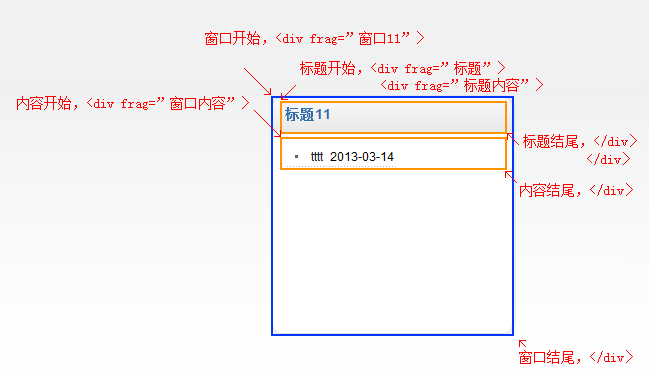 窗口开始，<div frag=”窗口11”>
标题开始，<div frag=”标题”>
<div frag=”标题内容”>
内容开始，<div frag=”窗口内容”>
标题11
标题结尾，</div>
</div>
tttt 2013-03-14
内容结尾，</div>
窗口结尾，</div>